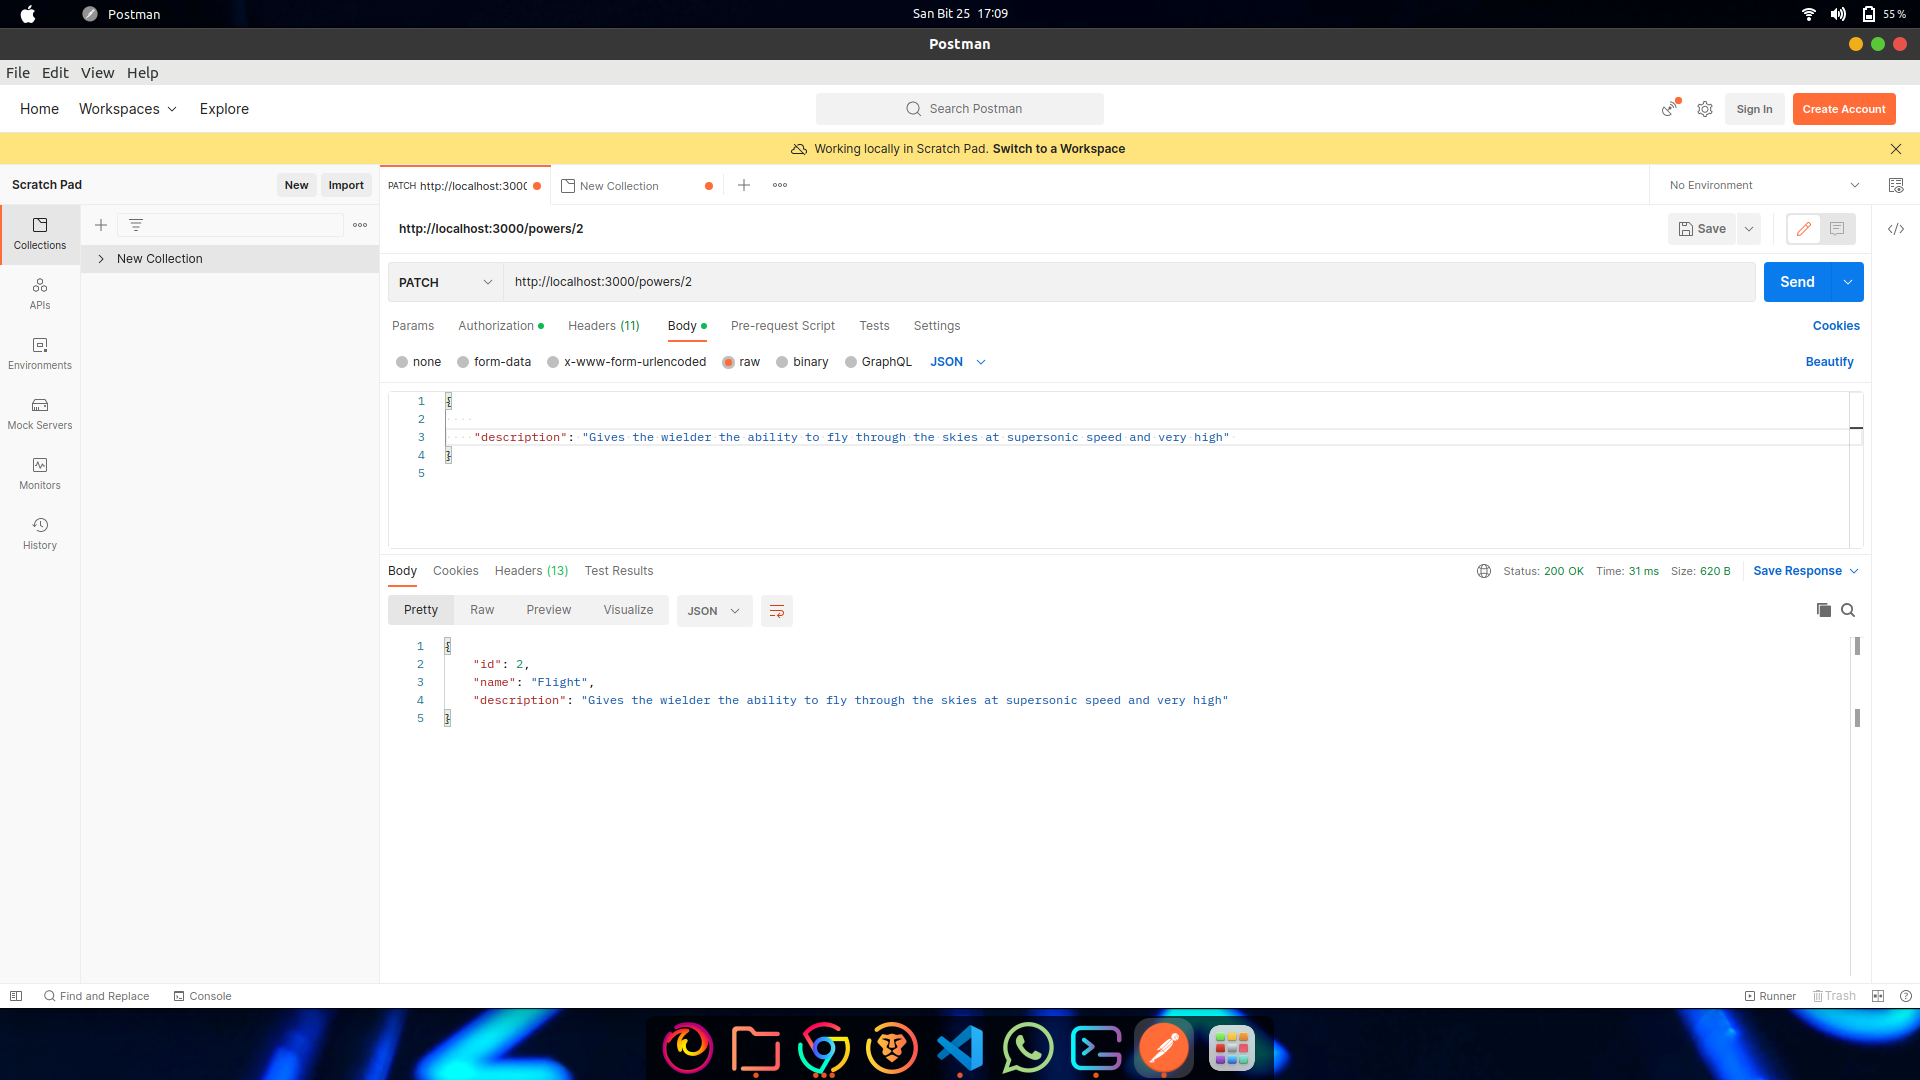 Postman San Bit 25 17:09 55 %
Postman
File Edit View Help
Home Workspaces Explore Search Postman Sign In Create Account
Working locally in Scratch Pad. Switch to a Workspace
Scratch Pad New Import PATCH http://localhost:3000 New Collection No Environment
Collections
New Collection
APIs
Environments
Mock Servers
Monitors
History
http://localhost:3000/powers/2 Save
PATCH http://localhost:3000/powers/2 Send
Params Authorization Headers (11) Body Pre-request Script Tests Settings Cookies
none form-data x-www-form-urlencoded raw binary GraphQL JSON Beautify
1 {
2
3 "description": "Gives the wielder the ability to fly through the skies at supersonic speed and very high"
4 }
5
Body Cookies Headers (13) Test Results Status: 200 OK Time: 31 ms Size: 620 B Save Response
Pretty Raw Preview Visualize JSON
1 {
2 "id": 2,
3 "name": "Flight",
4 "description": "Gives the wielder the ability to fly through the skies at supersonic speed and very high"
5 }
Find and Replace Console Runner Trash